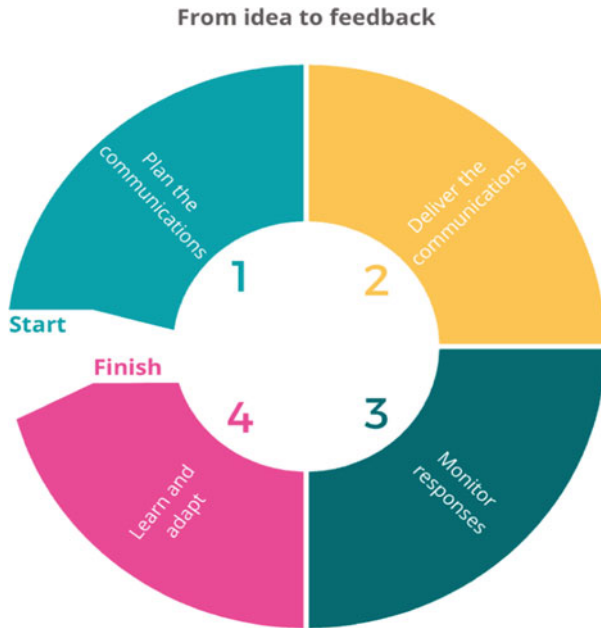 From idea to feedback
Plan the
communications
1
Deliver the
communications
2
Start
Finish
3
Monitor
responses
4
Learn and
adapt